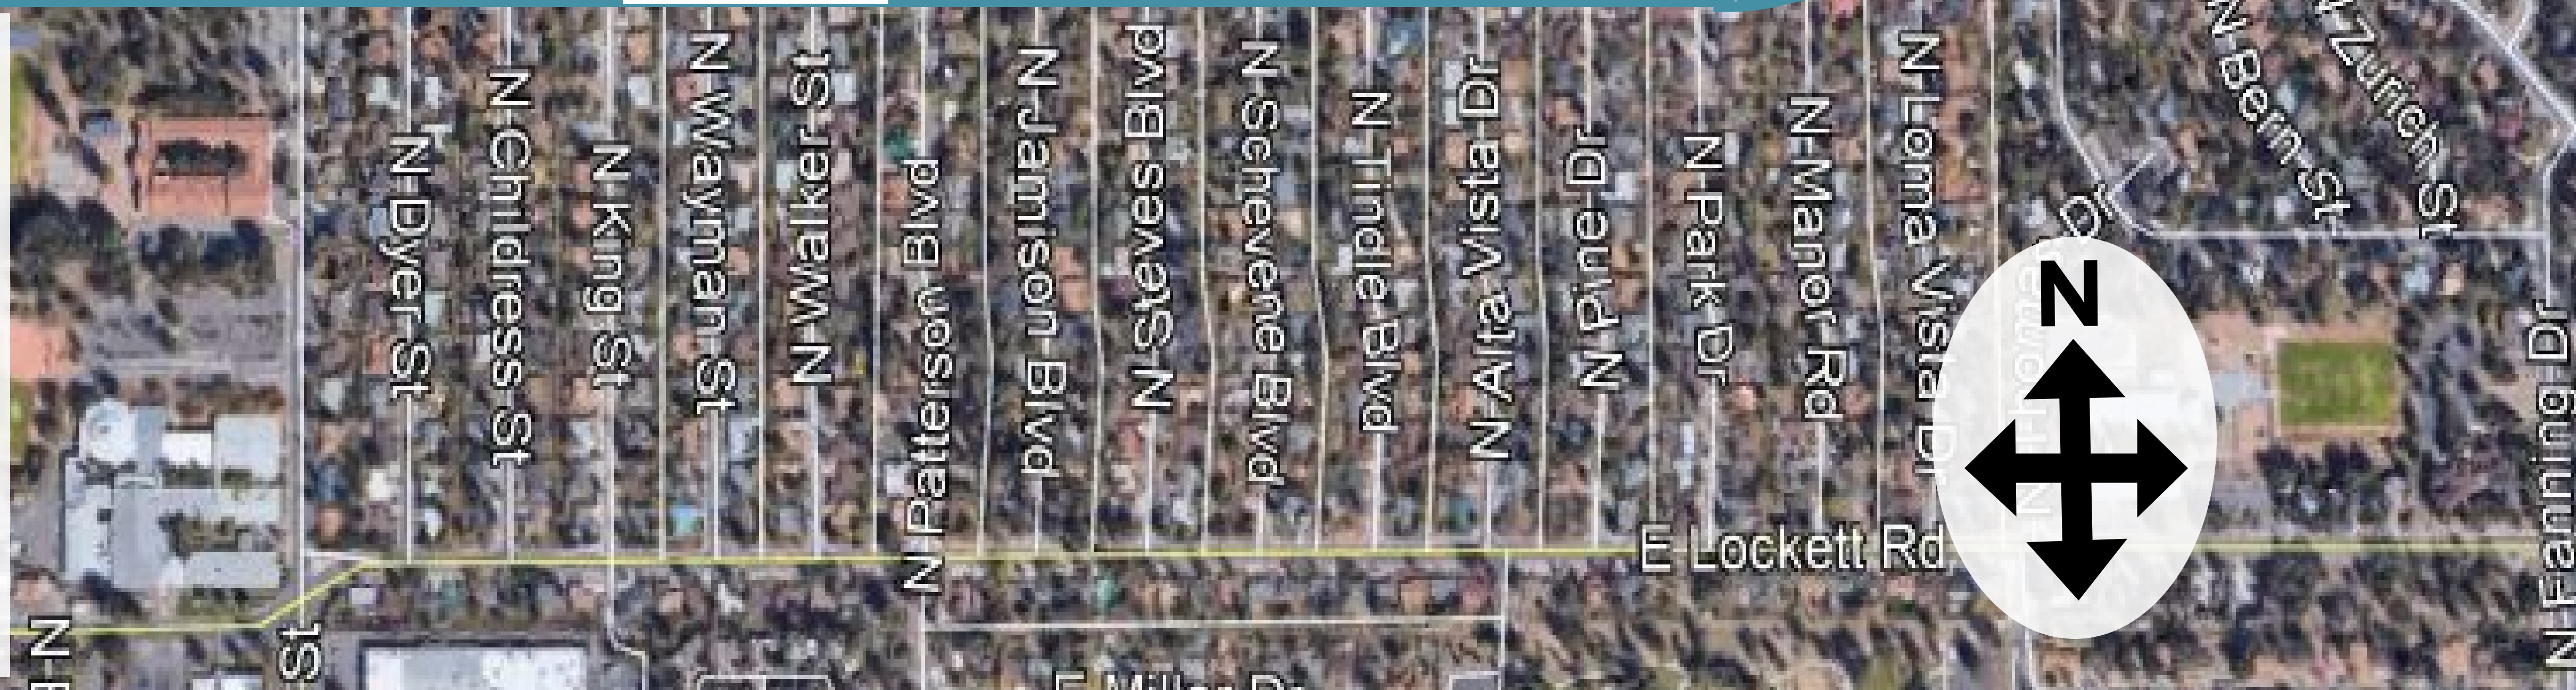 N Dyer St
N Childress St
N King St
N Wayman St
N Walker St
N Patterson Blvd
N Jamison Blvd
N Steves Blvd
N Schevene Blvd
N Tindle Blvd
N Alta Vista Dr
N Pine Dr
N Park Dr
N Manor Rd
N Loma Vista Dr
Dr
N Bern St
N Zurich St
N
N Fanning Dr
E Lockett Rd
N
St